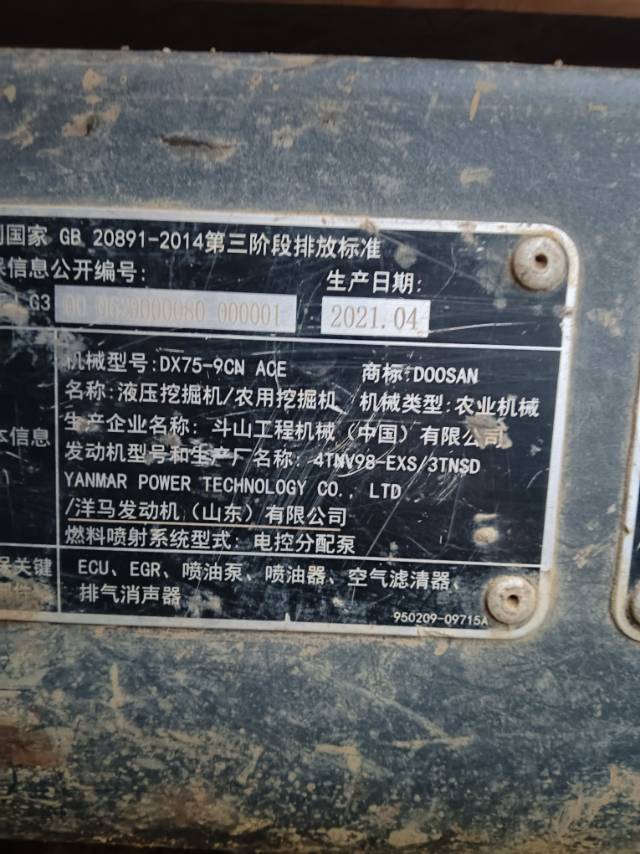 国家 GB 20891-2014第三阶段排放标准
信息公开编号:
生产日期:
G3
2021.04
机械型号:DX75-9CN ACE
商标:DOOSAN
名称: 液压挖掘机/农用挖掘机
机械类型:农业机械
生产企业名称: 斗山工程机械 (中国) 有限公司
本信息
发动机型号和生产厂名称: 4TNV98-EXS/3TNSD
YANMAR POWER TECHNOLOGY CO., LTD
/洋马发动机 (山东) 有限公司
燃料喷射系统型式: 电控分配泵
保关键
ECU、EGR、喷油泵、喷油器、空气滤清器、
排气消声器
950209-09715A